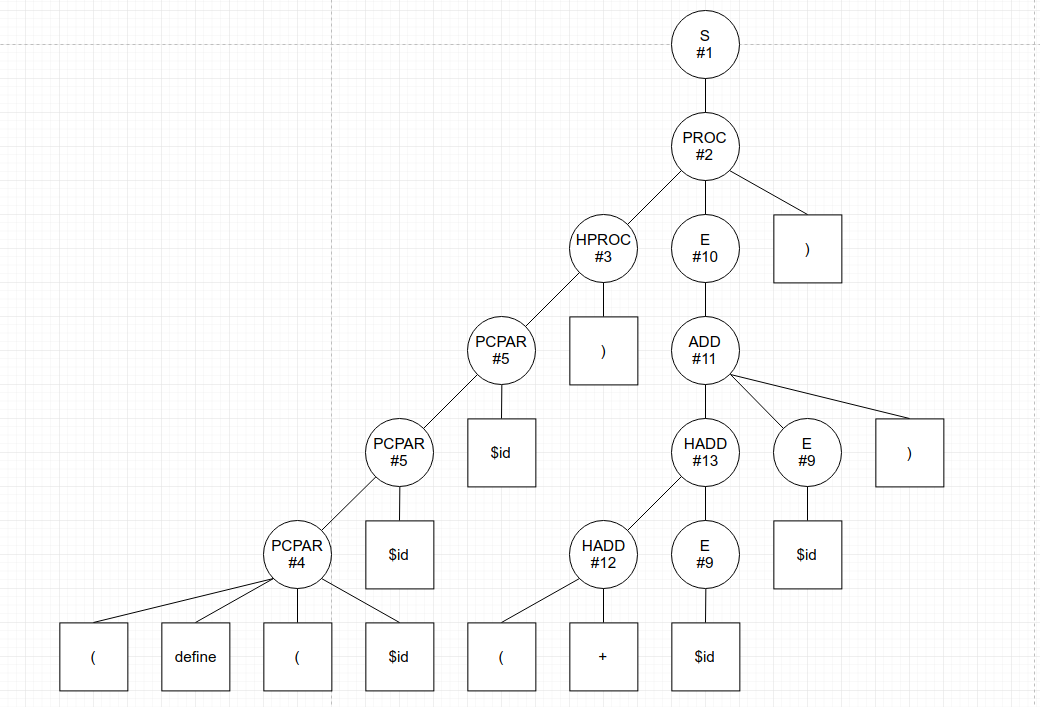 S
#1
PROC
#2
HPROC
#3
E
#10
)
PCPAR
#5
)
ADD
#11
PCPAR
#5
$id
HADD
#13
E
#9
)
PCPAR
#4
$id
HADD
#12
E
#9
$id
(
define
(
$id
(
+
$id